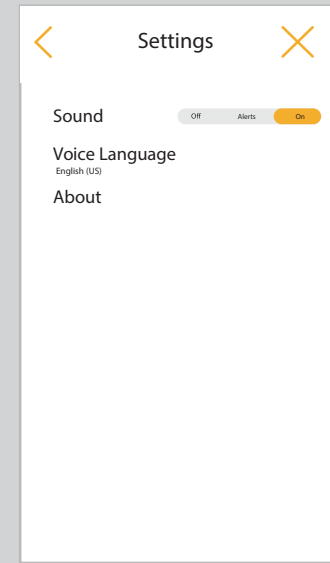 Settings
Sound Off Alerts On
Voice Language
English (US)
About